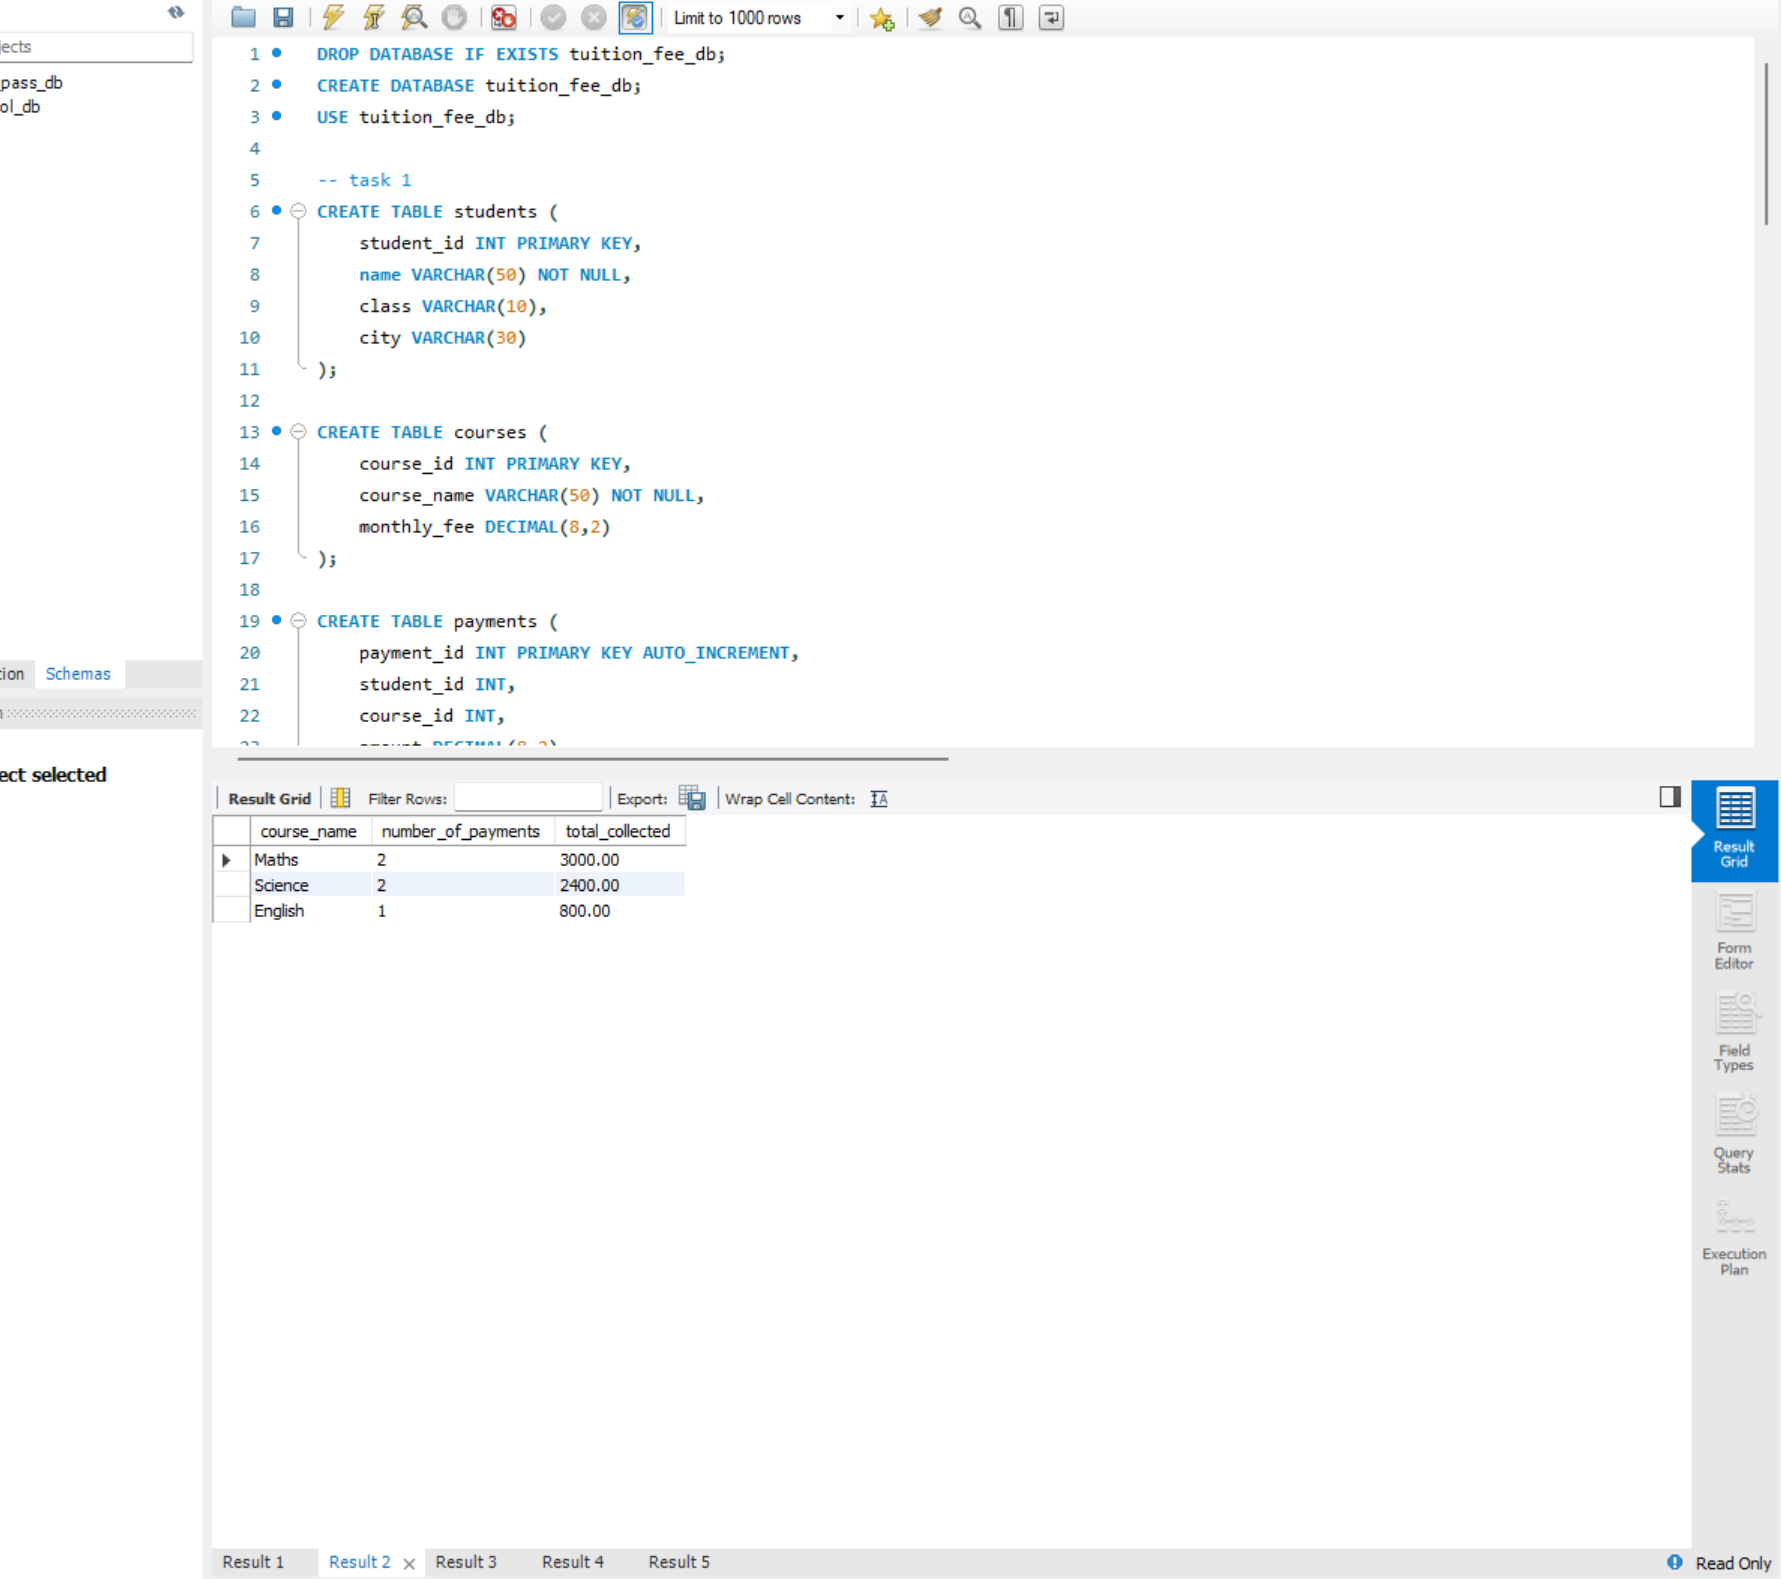 jects
_pass_db
ol_db
tion Schemas
ect selected
Limit to 1000 rows
1 DROP DATABASE IF EXISTS tuition_fee_db;
2 CREATE DATABASE tuition_fee_db;
3 USE tuition_fee_db;
4
5 -- task 1
6 CREATE TABLE students (
7 student_id INT PRIMARY KEY,
8 name VARCHAR(50) NOT NULL,
9 class VARCHAR(10),
10 city VARCHAR(30)
11 );
12
13 CREATE TABLE courses (
14 course_id INT PRIMARY KEY,
15 course_name VARCHAR(50) NOT NULL,
16 monthly_fee DECIMAL(8,2)
17 );
18
19 CREATE TABLE payments (
20 payment_id INT PRIMARY KEY AUTO_INCREMENT,
21 student_id INT,
22 course_id INT,
23 amount DECIMAL(8,2),
Result Grid Filter Rows: Export: Wrap Cell Content:
course_name number_of_payments total_collected
Maths 2 3000.00
Science 2 2400.00
English 1 800.00
Result
Grid
Form
Editor
Field
Types
Query
Stats
Execution
Plan
Result 1 Result 2 Result 3 Result 4 Result 5
Read Only